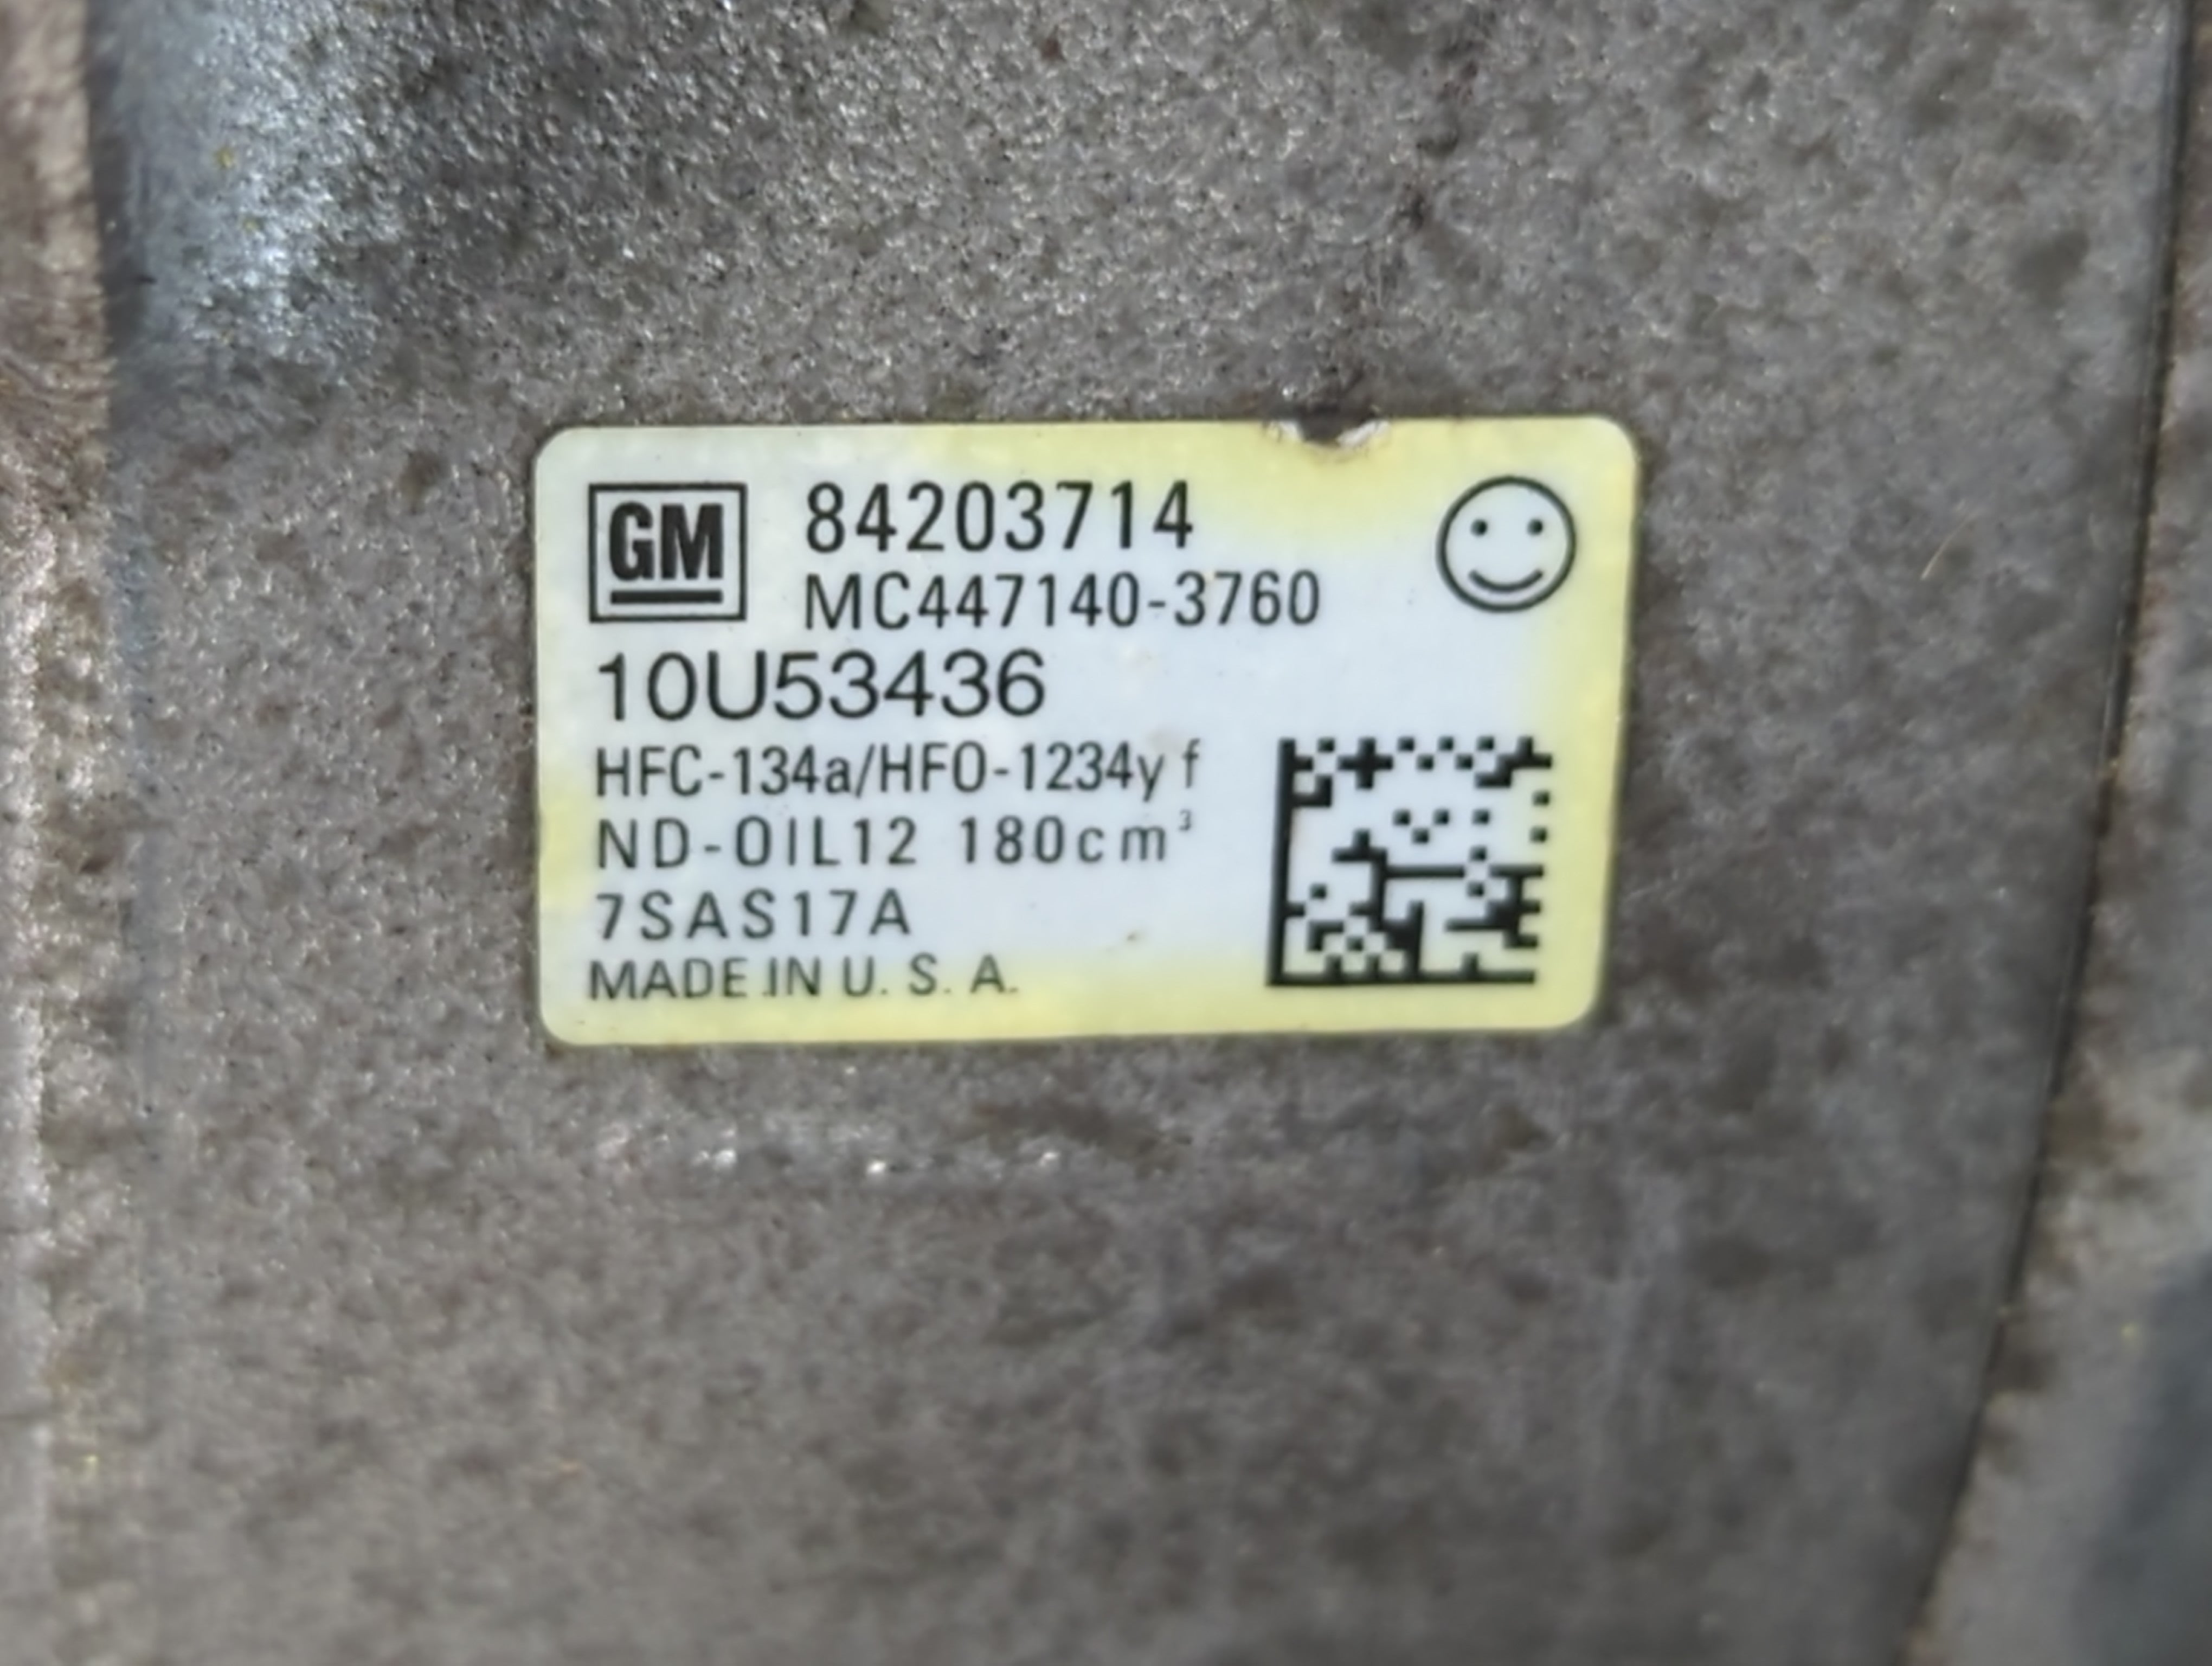 GM 84203714
MC447140-3760
10U53436
HFC-134a/HFO-1234yf
ND-OIL12 180cm³
7SAS17A
MADE IN U. S. A.